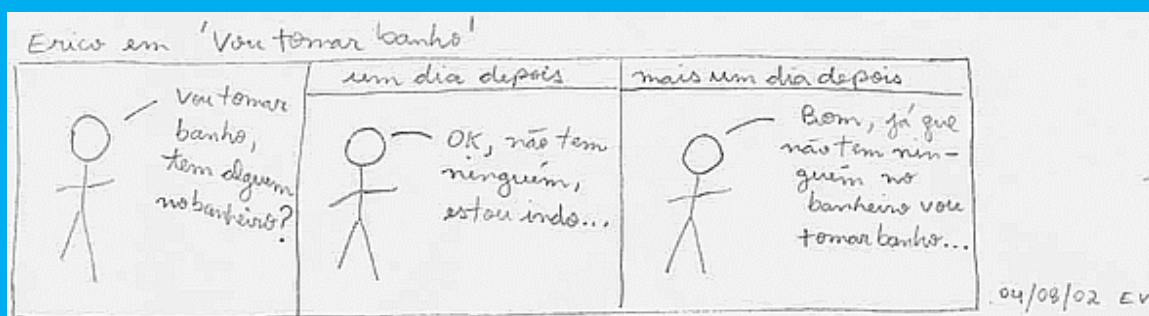 Erico em 'Vou tomar banho'
Vou tomar
banho,
tem alguem
no banheiro?
um dia depois
OK, não tem
ninguém,
estou indo...
mais um dia depois
Bom, já que
não tem nin-
guém no
banheiro vou
tomar banho...
04/08/02 EV